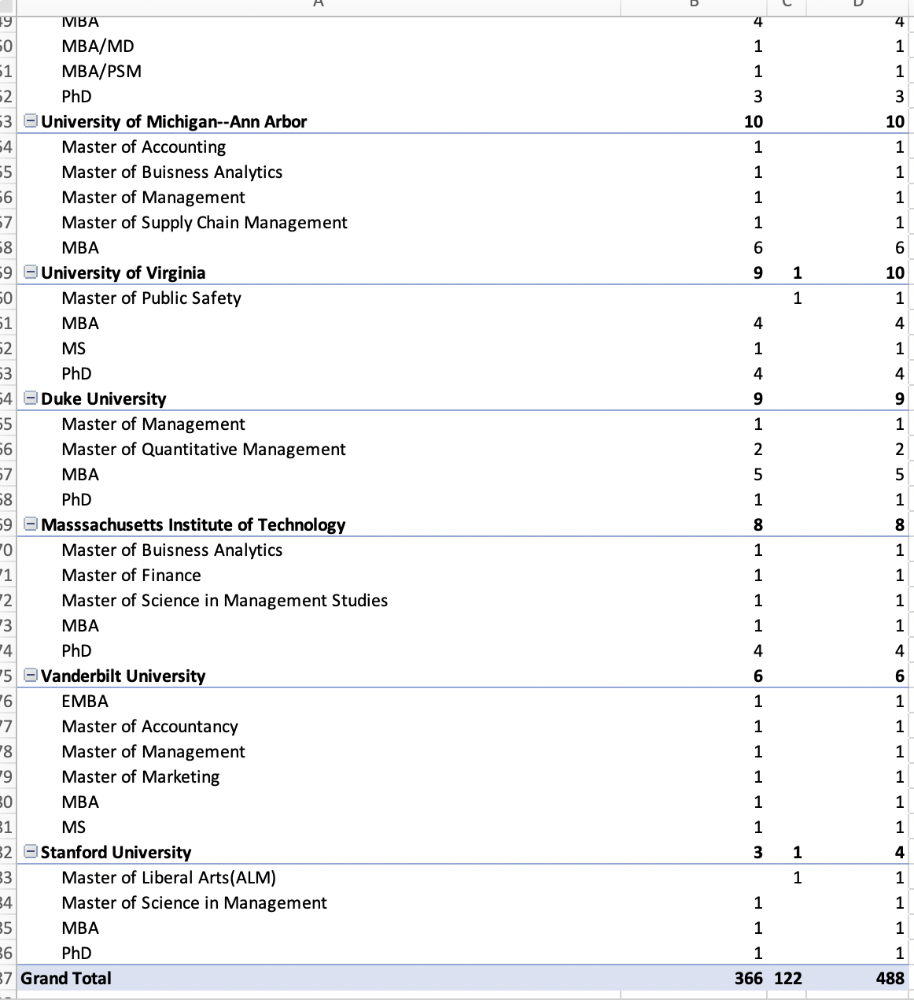 A B C D
49 MBA 4 4
50 MBA/MD 1 1
51 MBA/PSM 1 1
52 PhD 3 3
53 University of Michigan--Ann Arbor 10 10
54 Master of Accounting 1 1
55 Master of Buisness Analytics 1 1
56 Master of Management 1 1
57 Master of Supply Chain Management 1 1
58 MBA 6 6
59 University of Virginia 9 1 10
60 Master of Public Safety 1 1
61 MBA 4 4
62 MS 1 1
63 PhD 4 4
64 Duke University 9 9
65 Master of Management 1 1
66 Master of Quantitative Management 2 2
67 MBA 5 5
68 PhD 1 1
69 Masssachusetts Institute of Technology 8 8
70 Master of Buisness Analytics 1 1
71 Master of Finance 1 1
72 Master of Science in Management Studies 1 1
73 MBA 1 1
74 PhD 4 4
75 Vanderbilt University 6 6
76 EMBA 1 1
77 Master of Accountancy 1 1
78 Master of Management 1 1
79 Master of Marketing 1 1
80 MBA 1 1
81 MS 1 1
82 Stanford University 3 1 4
83 Master of Liberal Arts(ALM) 1 1
84 Master of Science in Management 1 1
85 MBA 1 1
86 PhD 1 1
87 Grand Total 366 122 488